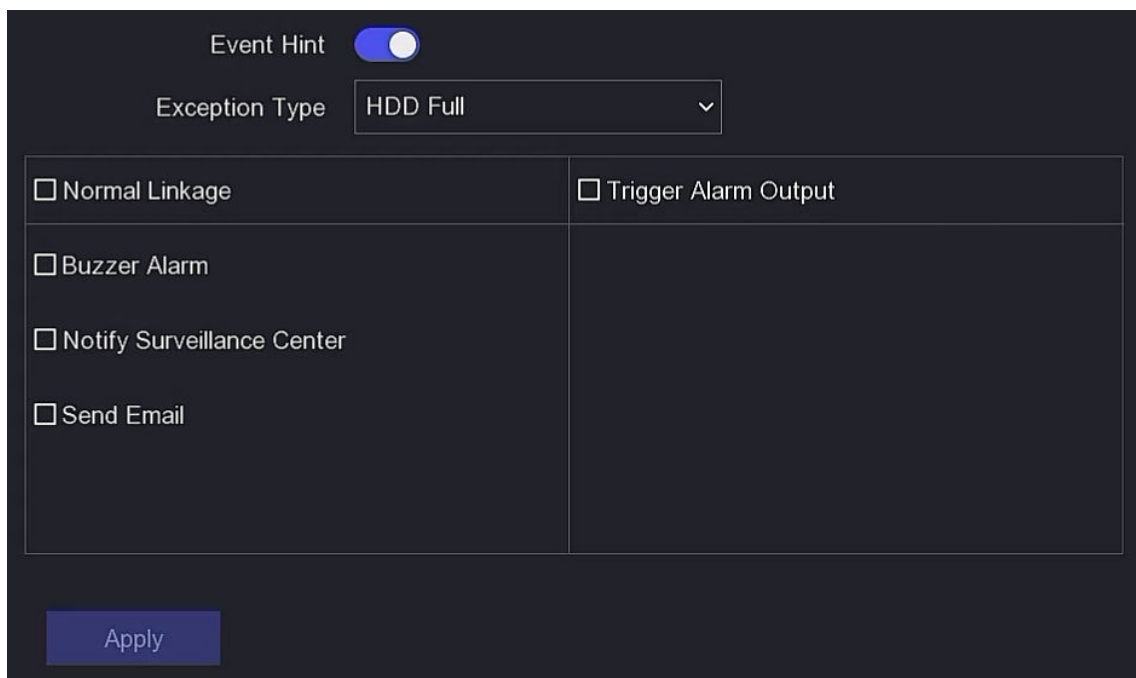 Event Hint
Exception Type HDD Full
Normal Linkage Trigger Alarm Output
Buzzer Alarm
Notify Surveillance Center
Send Email
Apply